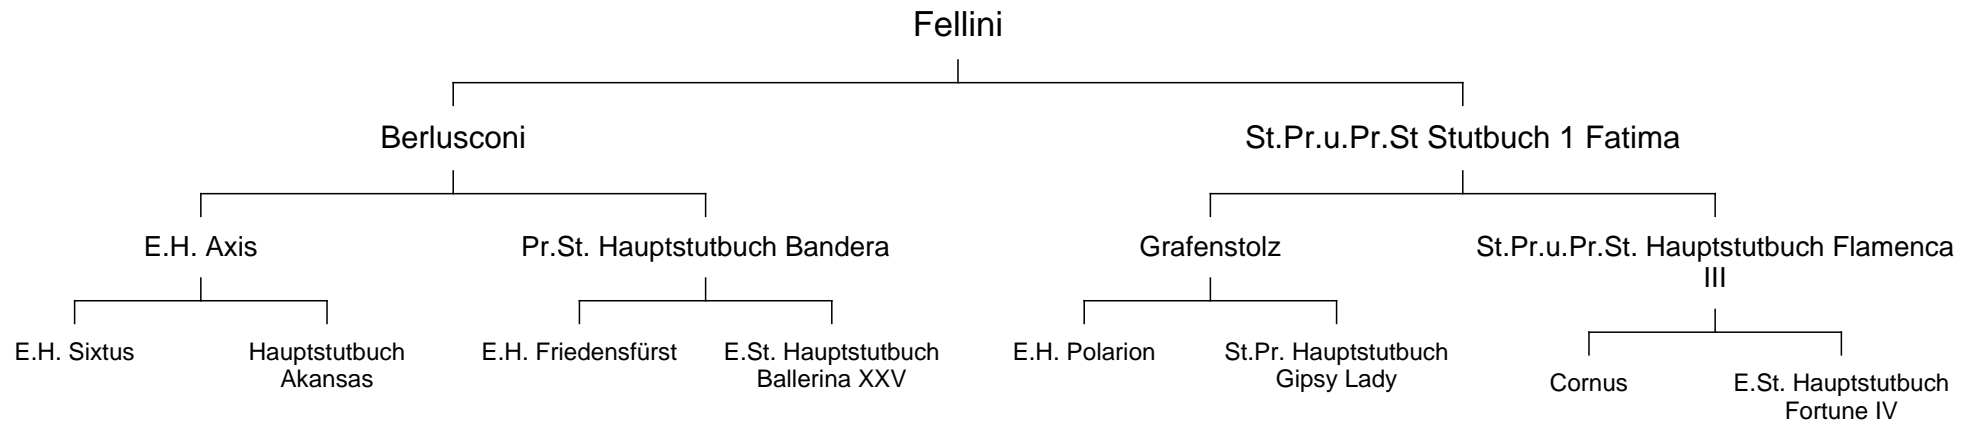 Fellini
Berlusconi
St.Pr.u.Pr.St Stutbuch 1 Fatima
E.H. Axis
Pr.St. Hauptstutbuch Bandera
Grafenstolz
St.Pr.u.Pr.St. Hauptstutbuch Flamenca
III
E.H. Sixtus
Hauptstutbuch
Akansas
E.H. Friedensfürst
E.St. Hauptstutbuch
Ballerina XXV
E.H. Polarion
St.Pr. Hauptstutbuch
Gipsy Lady
Cornus
E.St. Hauptstutbuch
Fortune IV